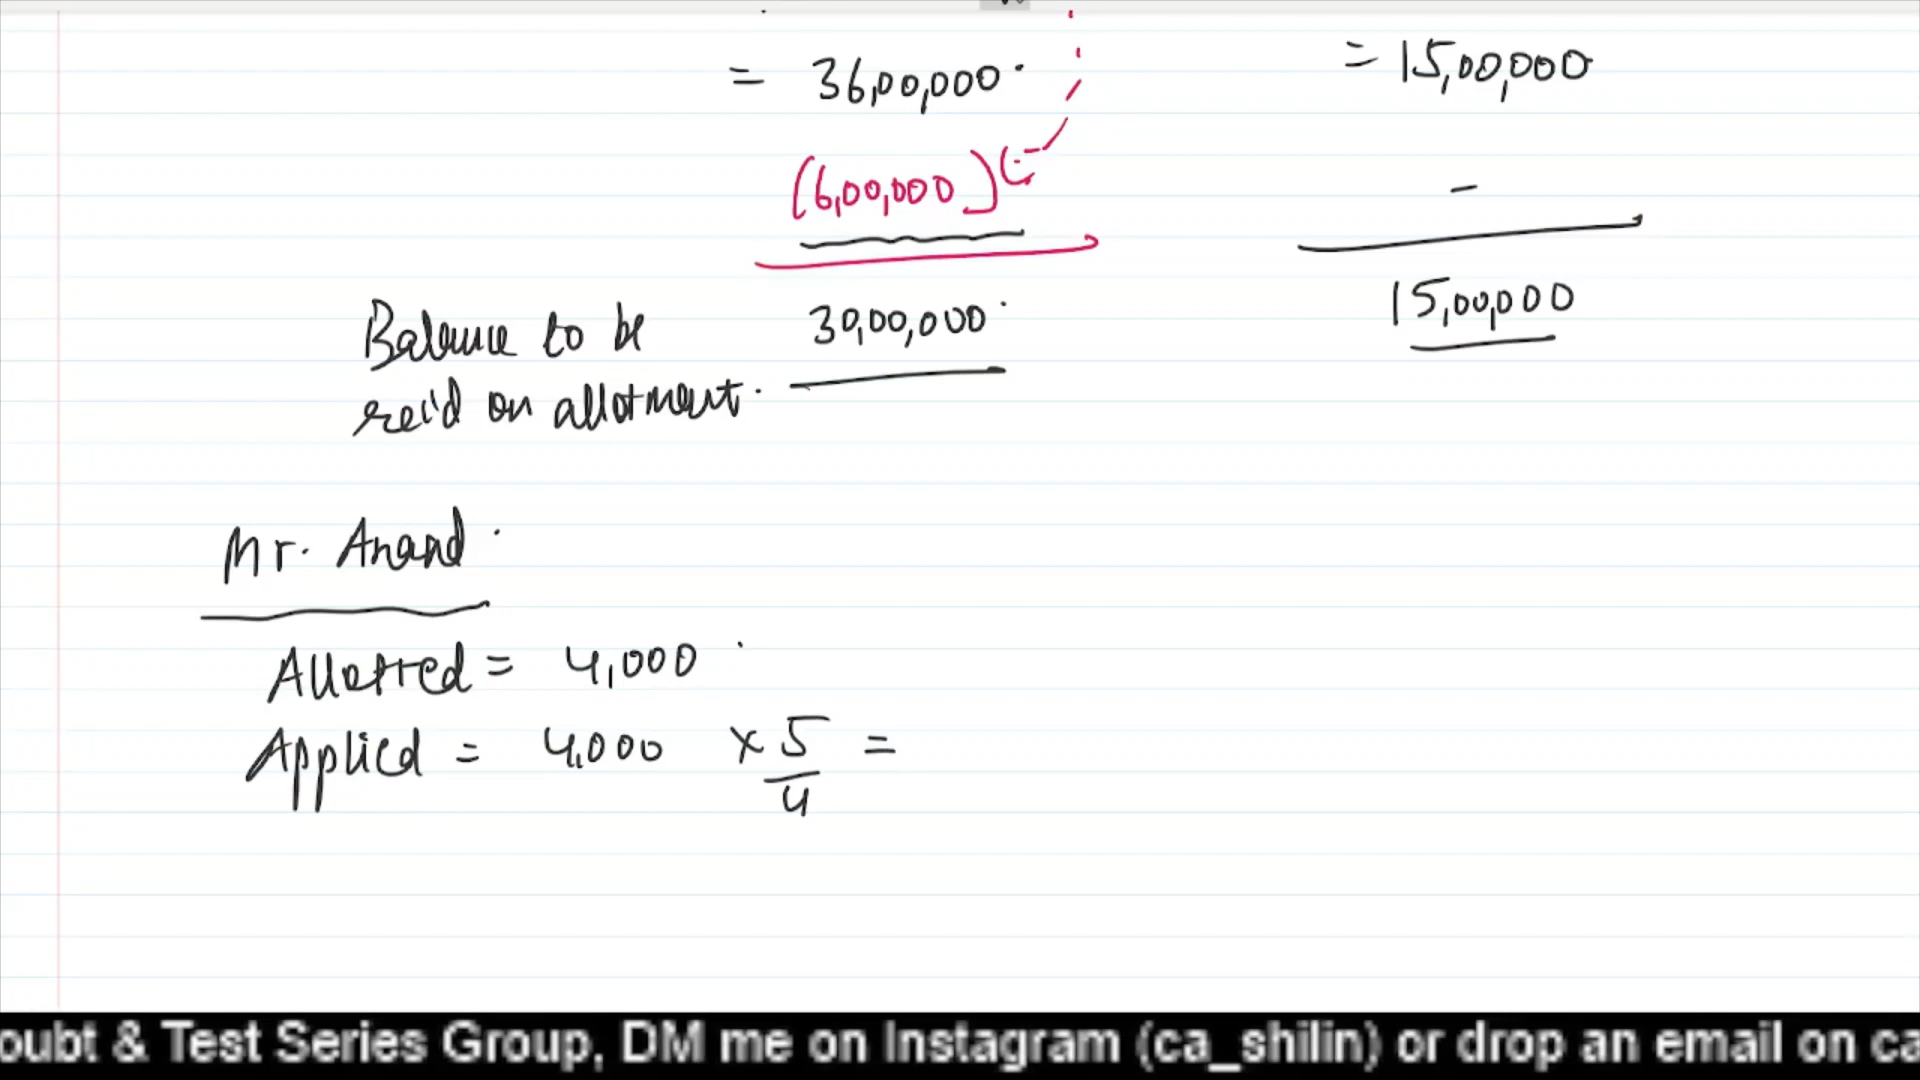 = 36,00,000 = 15,00,000
(6,00,000) -
Balance to be 30,00,000 15,00,000
rec'd on allotment.
Mr. Anand
Allotted = 4,000
Applied = 4,000 × 5/4 =
oubt & Test Series Group, DM me on Instagram (ca_shilin) or drop an email on ca